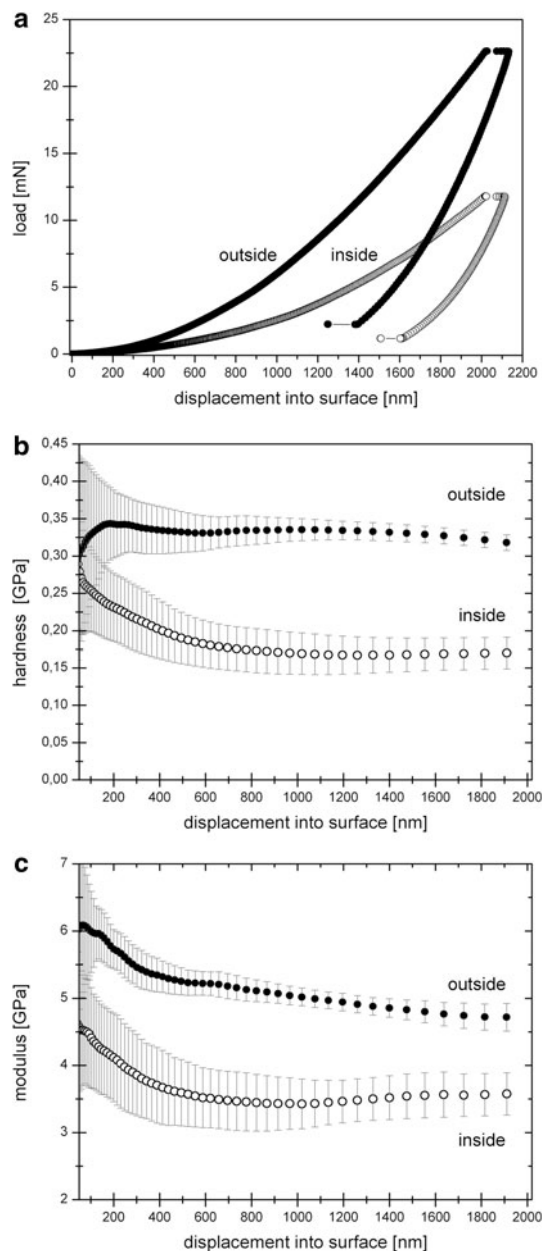 a
25
20
15
10
5
0
load [mN]
outside
inside
0 200 400 600 800 1000 1200 1400 1600 1800 2000 2200
displacement into surface [nm]
b
0,45
0,40
0,35
0,30
0,25
0,20
0,15
0,10
0,05
0,00
hardness [GPa]
outside
inside
200 400 600 800 1000 1200 1400 1600 1800 2000
displacement into surface [nm]
c
7
6
5
4
3
2
modulus [GPa]
outside
inside
200 400 600 800 1000 1200 1400 1600 1800 2000
displacement into surface [nm]